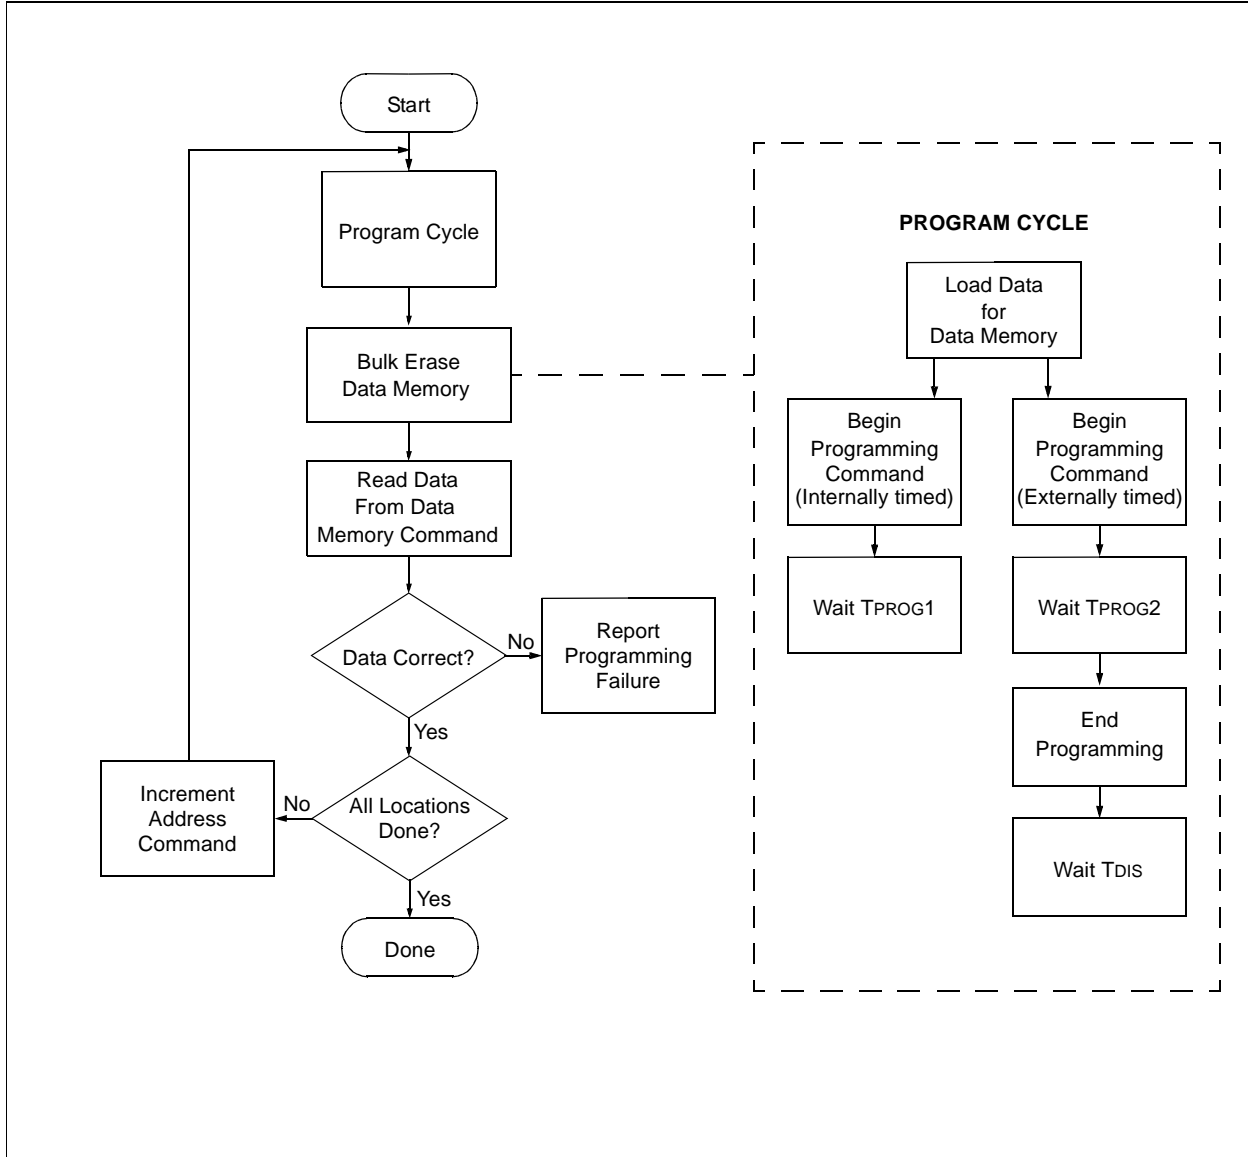 Start
Program Cycle
Bulk Erase
Data Memory
Read Data
From Data
Memory Command
Data Correct?
No
Report
Programming
Failure
Yes
All Locations
Done?
No
Increment
Address
Command
Yes
Done
PROGRAM CYCLE
Load Data
for
Data Memory
Begin
Programming
Command
(Internally timed)
Wait TPROG1
Begin
Programming
Command
(Externally timed)
Wait TPROG2
End
Programming
Wait TDIS